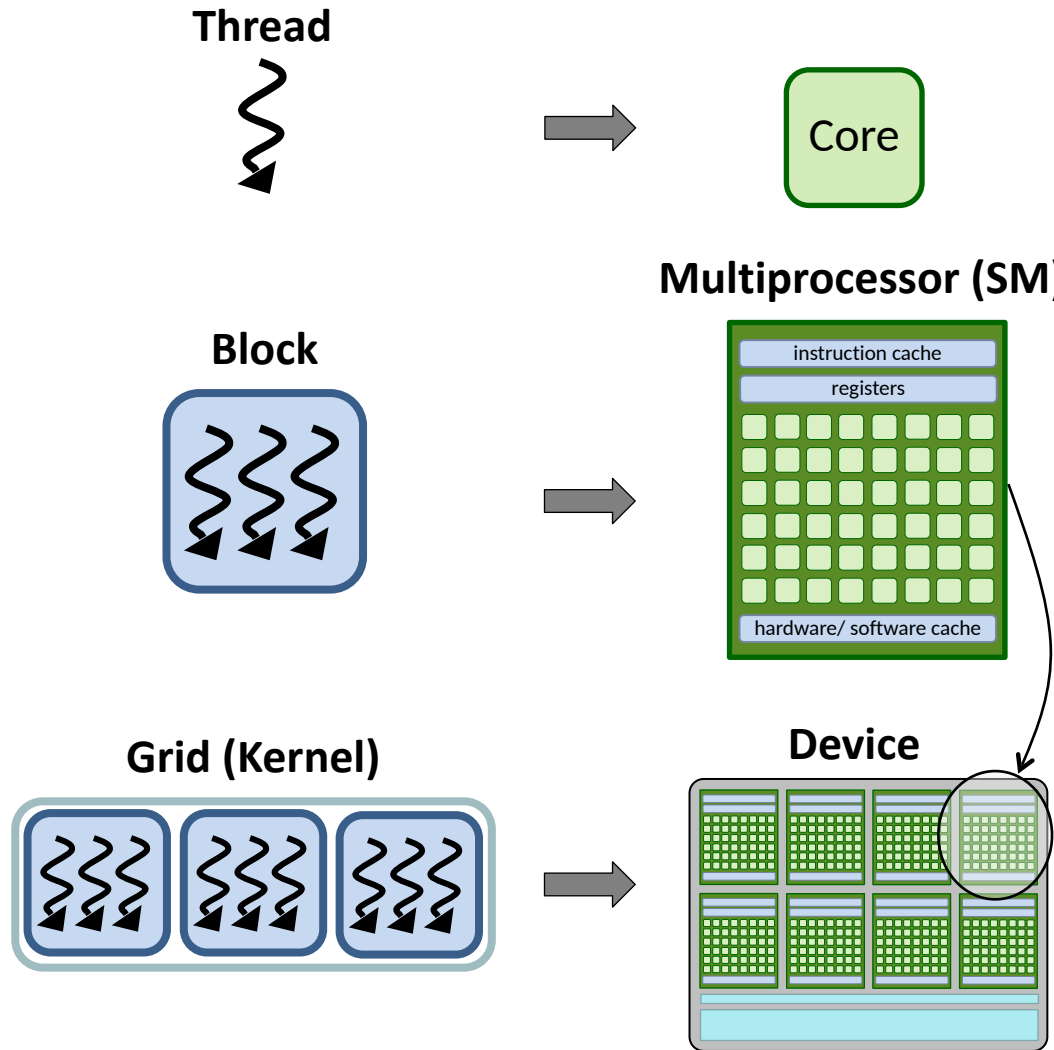 Thread
Core
Multiprocessor (SM)
Block
instruction cache
registers
hardware/ software cache
Grid (Kernel)
Device